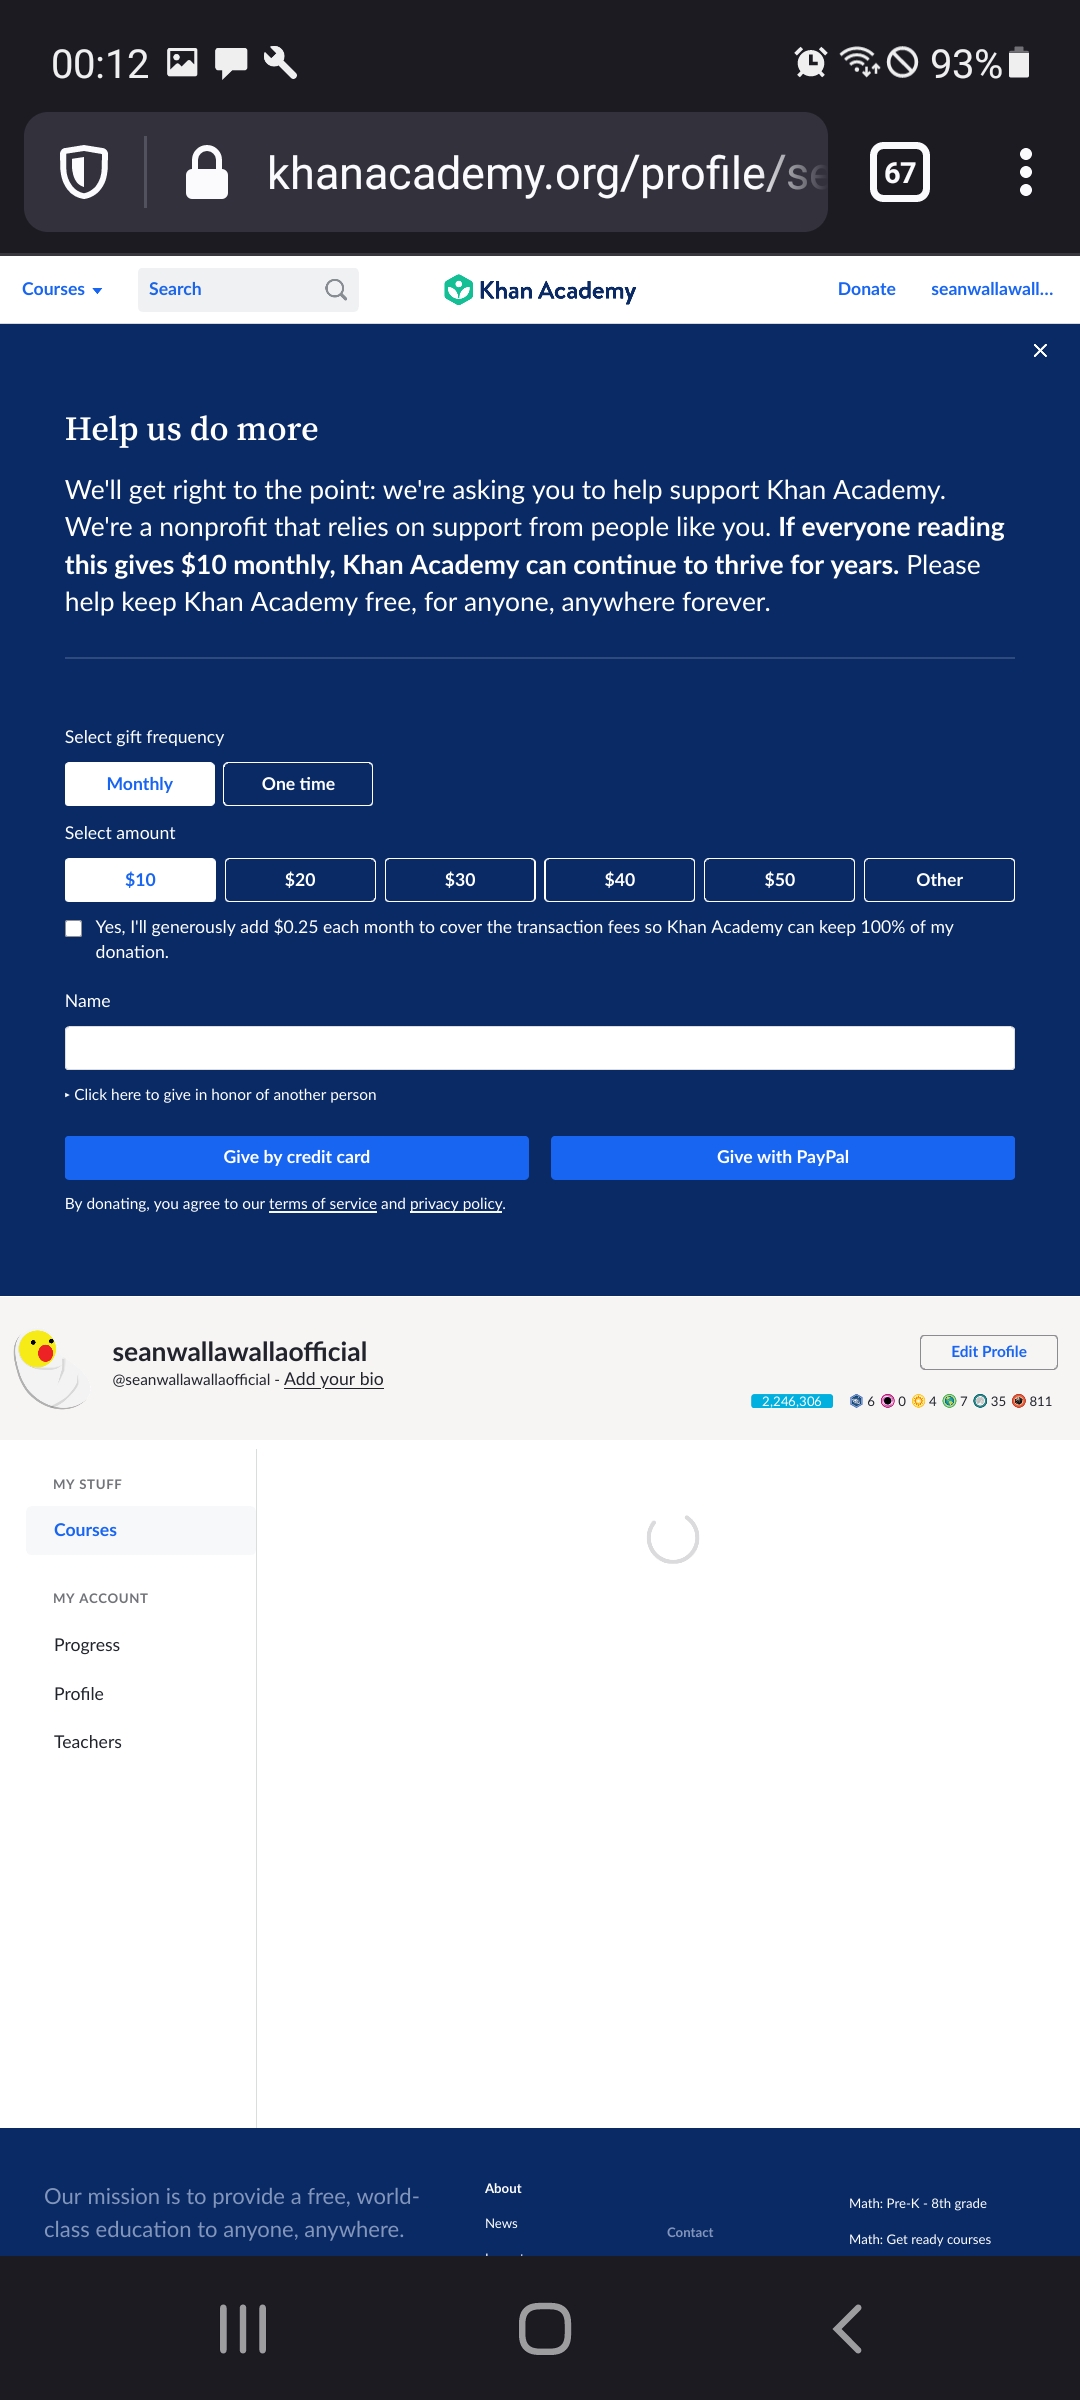 00:12
93%
khanacademy.org/profile/se
67
Courses
Search
Khan Academy
Donate
seanwallawall...
Help us do more
We'll get right to the point: we're asking you to help support Khan Academy.
We're a nonprofit that relies on support from people like you. If everyone reading
this gives $10 monthly, Khan Academy can continue to thrive for years. Please
help keep Khan Academy free, for anyone, anywhere forever.
Select gift frequency
Monthly
One time
Select amount
$10
$20
$30
$40
$50
Other
Yes, I'll generously add $0.25 each month to cover the transaction fees so Khan Academy can keep 100% of my
donation.
Name
Click here to give in honor of another person
Give by credit card
Give with PayPal
By donating, you agree to our terms of service and privacy policy.
seanwallawallaofficial
@seanwallawallaofficial - Add your bio
Edit Profile
2,246,306
6
0
4
7
35
811
MY STUFF
Courses
MY ACCOUNT
Progress
Profile
Teachers
Our mission is to provide a free, world-
class education to anyone, anywhere.
About
News
Contact
Math: Pre-K - 8th grade
Math: Get ready courses